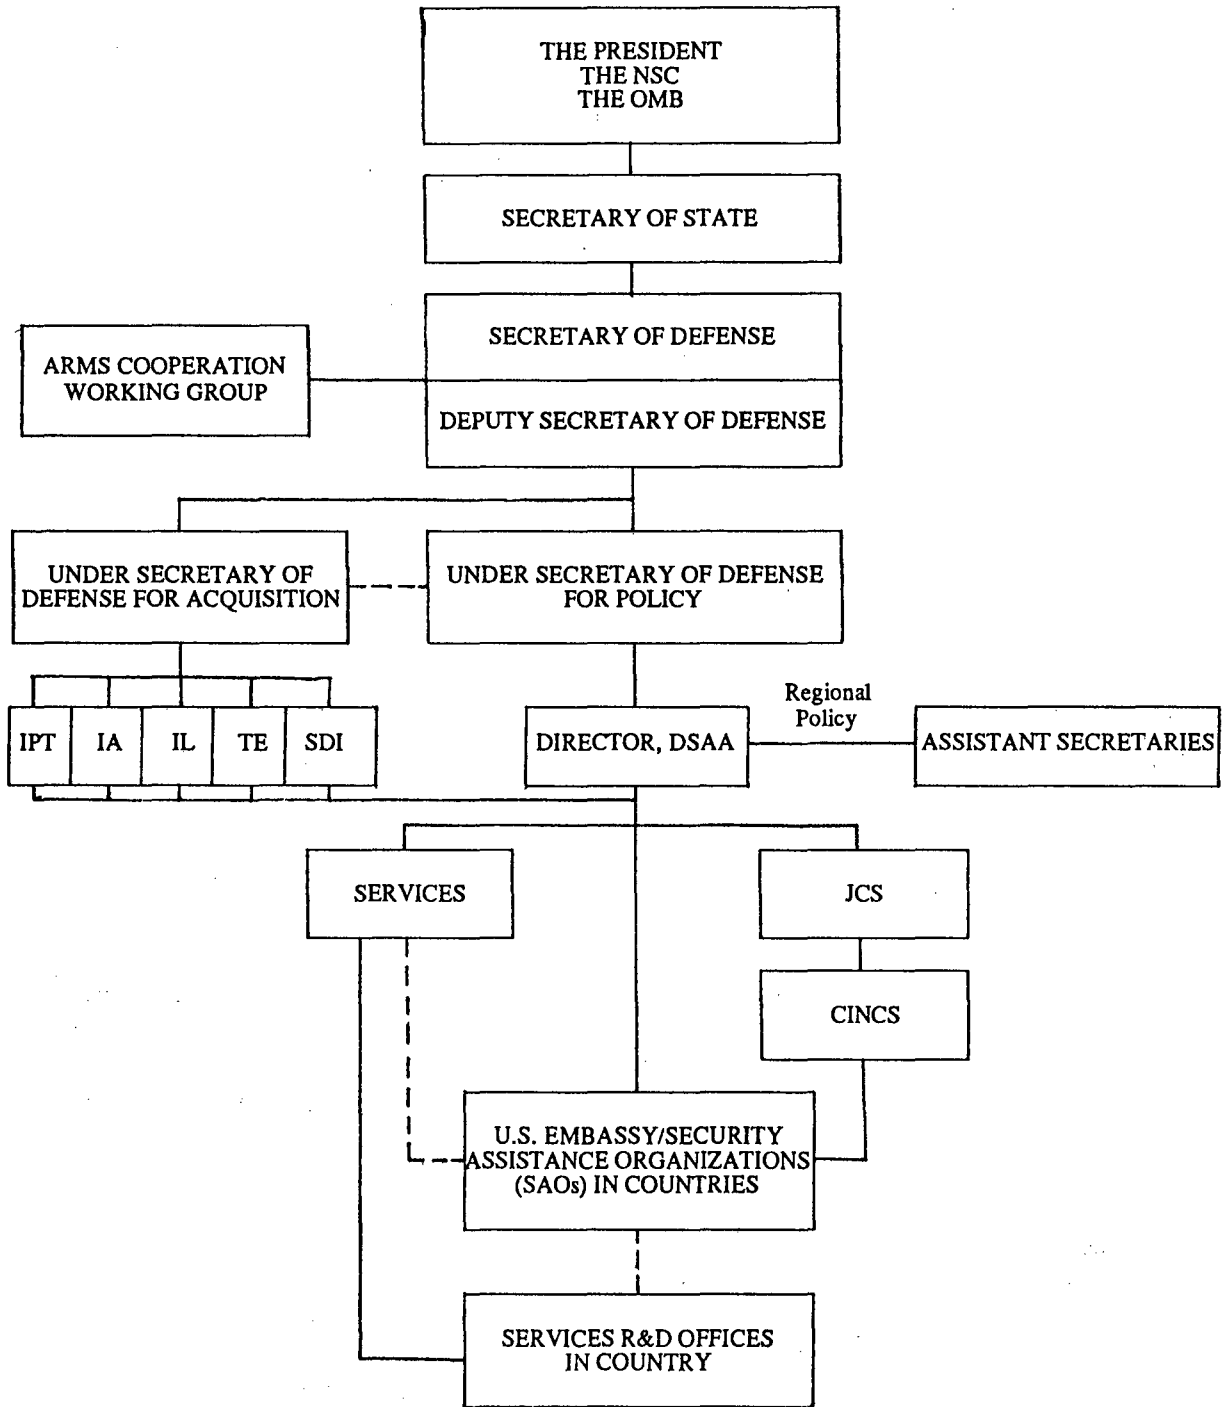 THE PRESIDENT
THE NSC
THE OMB
SECRETARY OF STATE
SECRETARY OF DEFENSE
ARMS COOPERATION
WORKING GROUP
DEPUTY SECRETARY OF DEFENSE
UNDER SECRETARY OF
DEFENSE FOR ACQUISITION
UNDER SECRETARY OF DEFENSE
FOR POLICY
IPT
IA
IL
TE
SDI
DIRECTOR, DSAA
Regional
Policy
ASSISTANT SECRETARIES
SERVICES
JCS
CINCS
U.S. EMBASSY/SECURITY
ASSISTANCE ORGANIZATIONS
(SAOs) IN COUNTRIES
SERVICES R&D OFFICES
IN COUNTRY